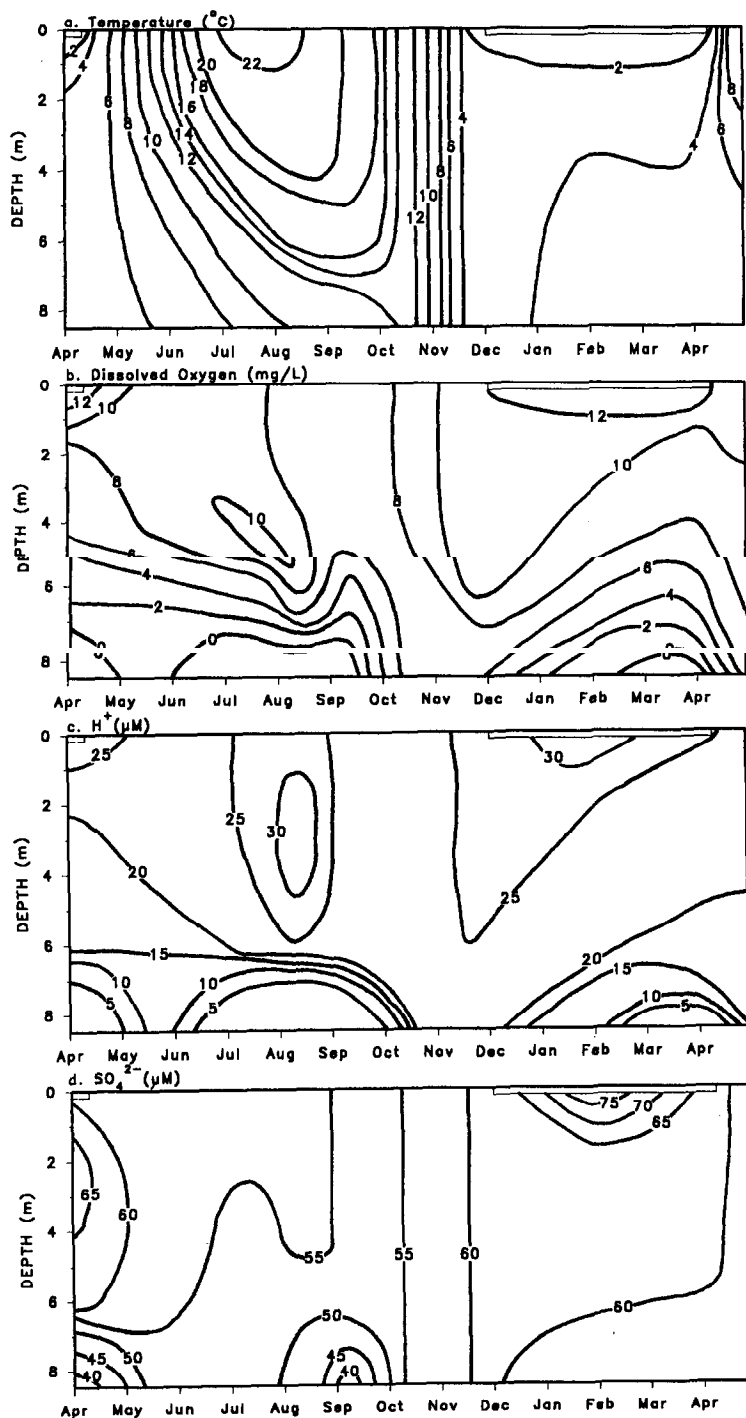 a. Temperature (°C)
0 2 4 6 8
DEPTH (m)
2 4 6 8 10 12 14 16 18 20 22 12 10 8 6 4 2 4 6 8
Apr May Jun Jul Aug Sep Oct Nov Dec Jan Feb Mar Apr
b. Dissolved Oxygen (mg/L)
0 2 4 6 8
DEPTH (m)
12 10 8 6 4 2 0 10 8 12 10 6 4 2 0
Apr May Jun Jul Aug Sep Oct Nov Dec Jan Feb Mar Apr
c. H⁺(μM)
0 2 4 6 8
DEPTH (m)
25 20 15 10 5 10 5 25 30 25 30 20 15 10 5
Apr May Jun Jul Aug Sep Oct Nov Dec Jan Feb Mar Apr
d. SO₄²⁻(μM)
0 2 4 6 8
DEPTH (m)
65 60 50 45 40 55 50 45 40 55 60 75 70 65 60
Apr May Jun Jul Aug Sep Oct Nov Dec Jan Feb Mar Apr